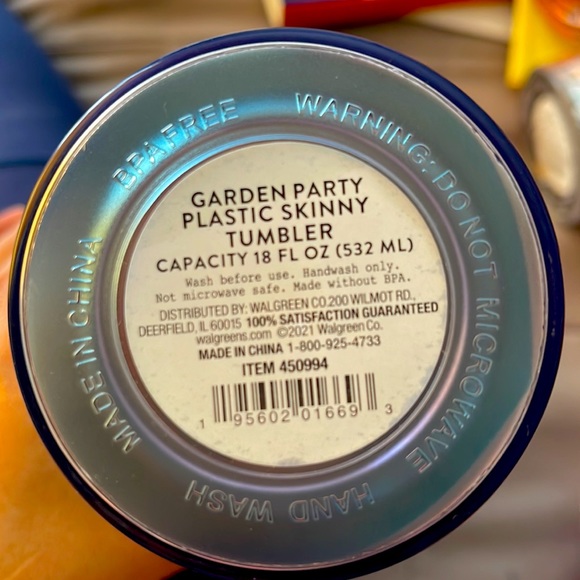 BPA FREE
WARNING: DO NOT MICROWAVE
HAND WASH
MADE IN CHINA
GARDEN PARTY
PLASTIC SKINNY
TUMBLER
CAPACITY 18 FL OZ (532 ML)
Wash before use. Handwash only.
Not microwave safe. Made without BPA.
DISTRIBUTED BY: WALGREEN CO.200 WILMOT RD.,
DEERFIELD, IL 60015 100% SATISFACTION GUARANTEED
walgreens.com ©2021 Walgreen Co.
MADE IN CHINA 1-800-925-4733
ITEM 450994
1 95602 01669 3